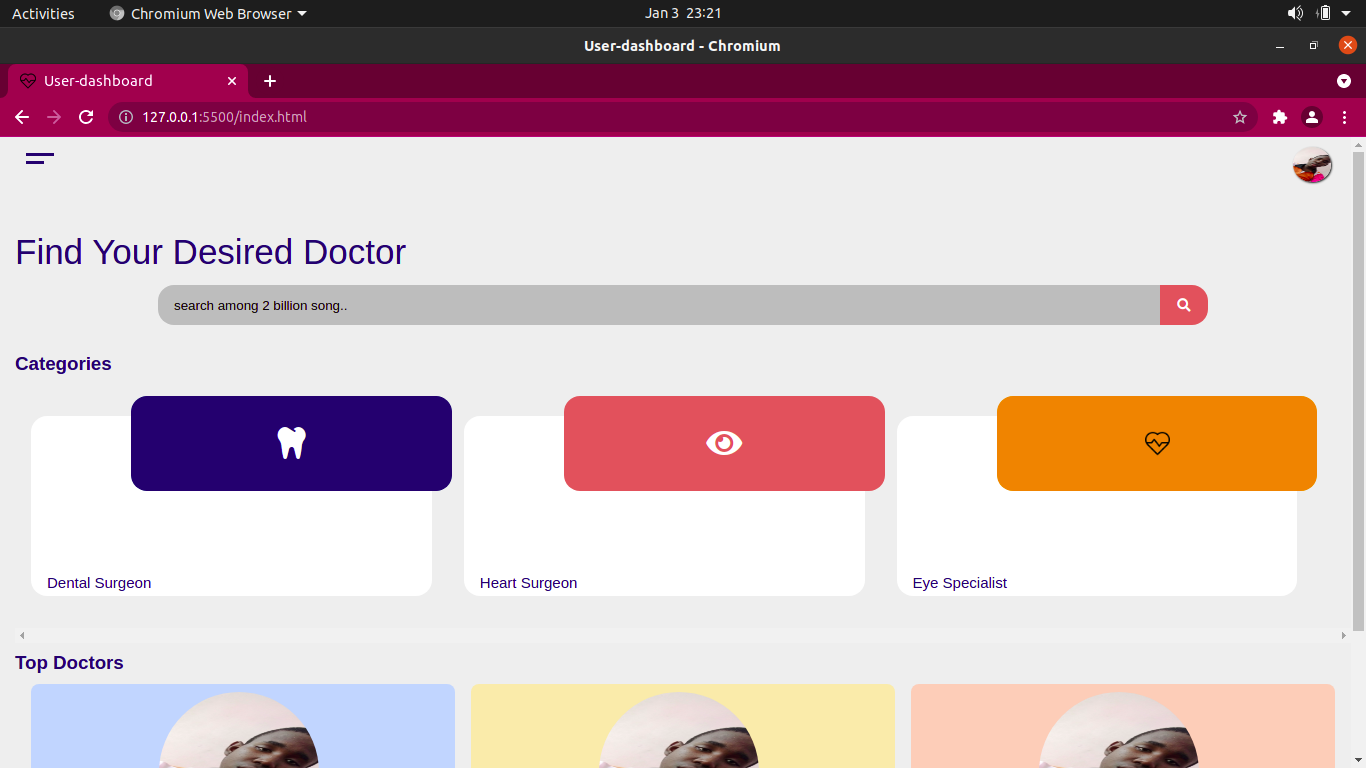 Activities
Chromium Web Browser
Jan 3 23:21
User-dashboard - Chromium
User-dashboard
127.0.0.1:5500/index.html
Find Your Desired Doctor
search among 2 billion song..
Categories
Dental Surgeon
Heart Surgeon
Eye Specialist
Top Doctors